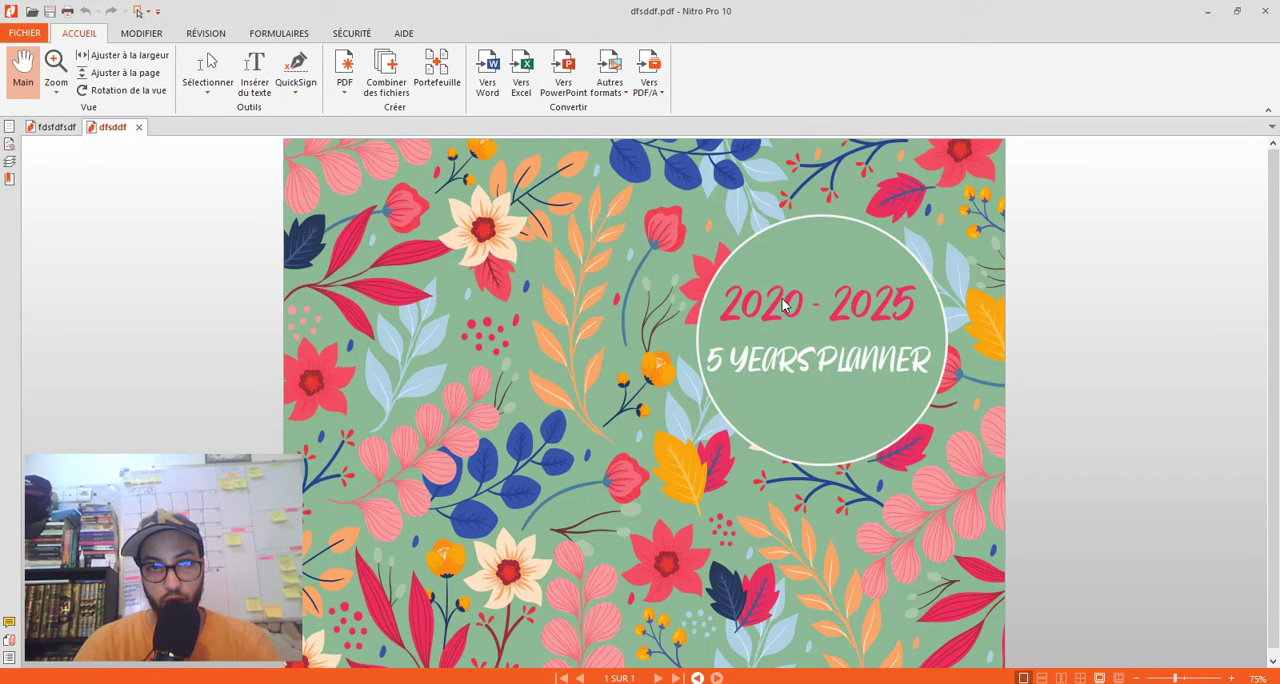 dfsddf.pdf - Nitro Pro 10
FICHIER ACCUEIL MODIFIER RÉVISION FORMULAIRES SÉCURITÉ AIDE
Main
Zoom
Ajuster à la largeur
Ajuster à la page
Rotation de la vue
Vue
Sélectionner
Insérer
du texte
QuickSign
Outils
PDF
Combiner
des fichiers
Portefeuille
Créer
Vers
Word
Vers
Excel
Vers
PowerPoint
Autres
formats
Vers
PDF/A
Convertir
fdsfdfsdf
dfsddf
2020 - 2025
5 YEARS PLANNER
1 SUR 1
75%